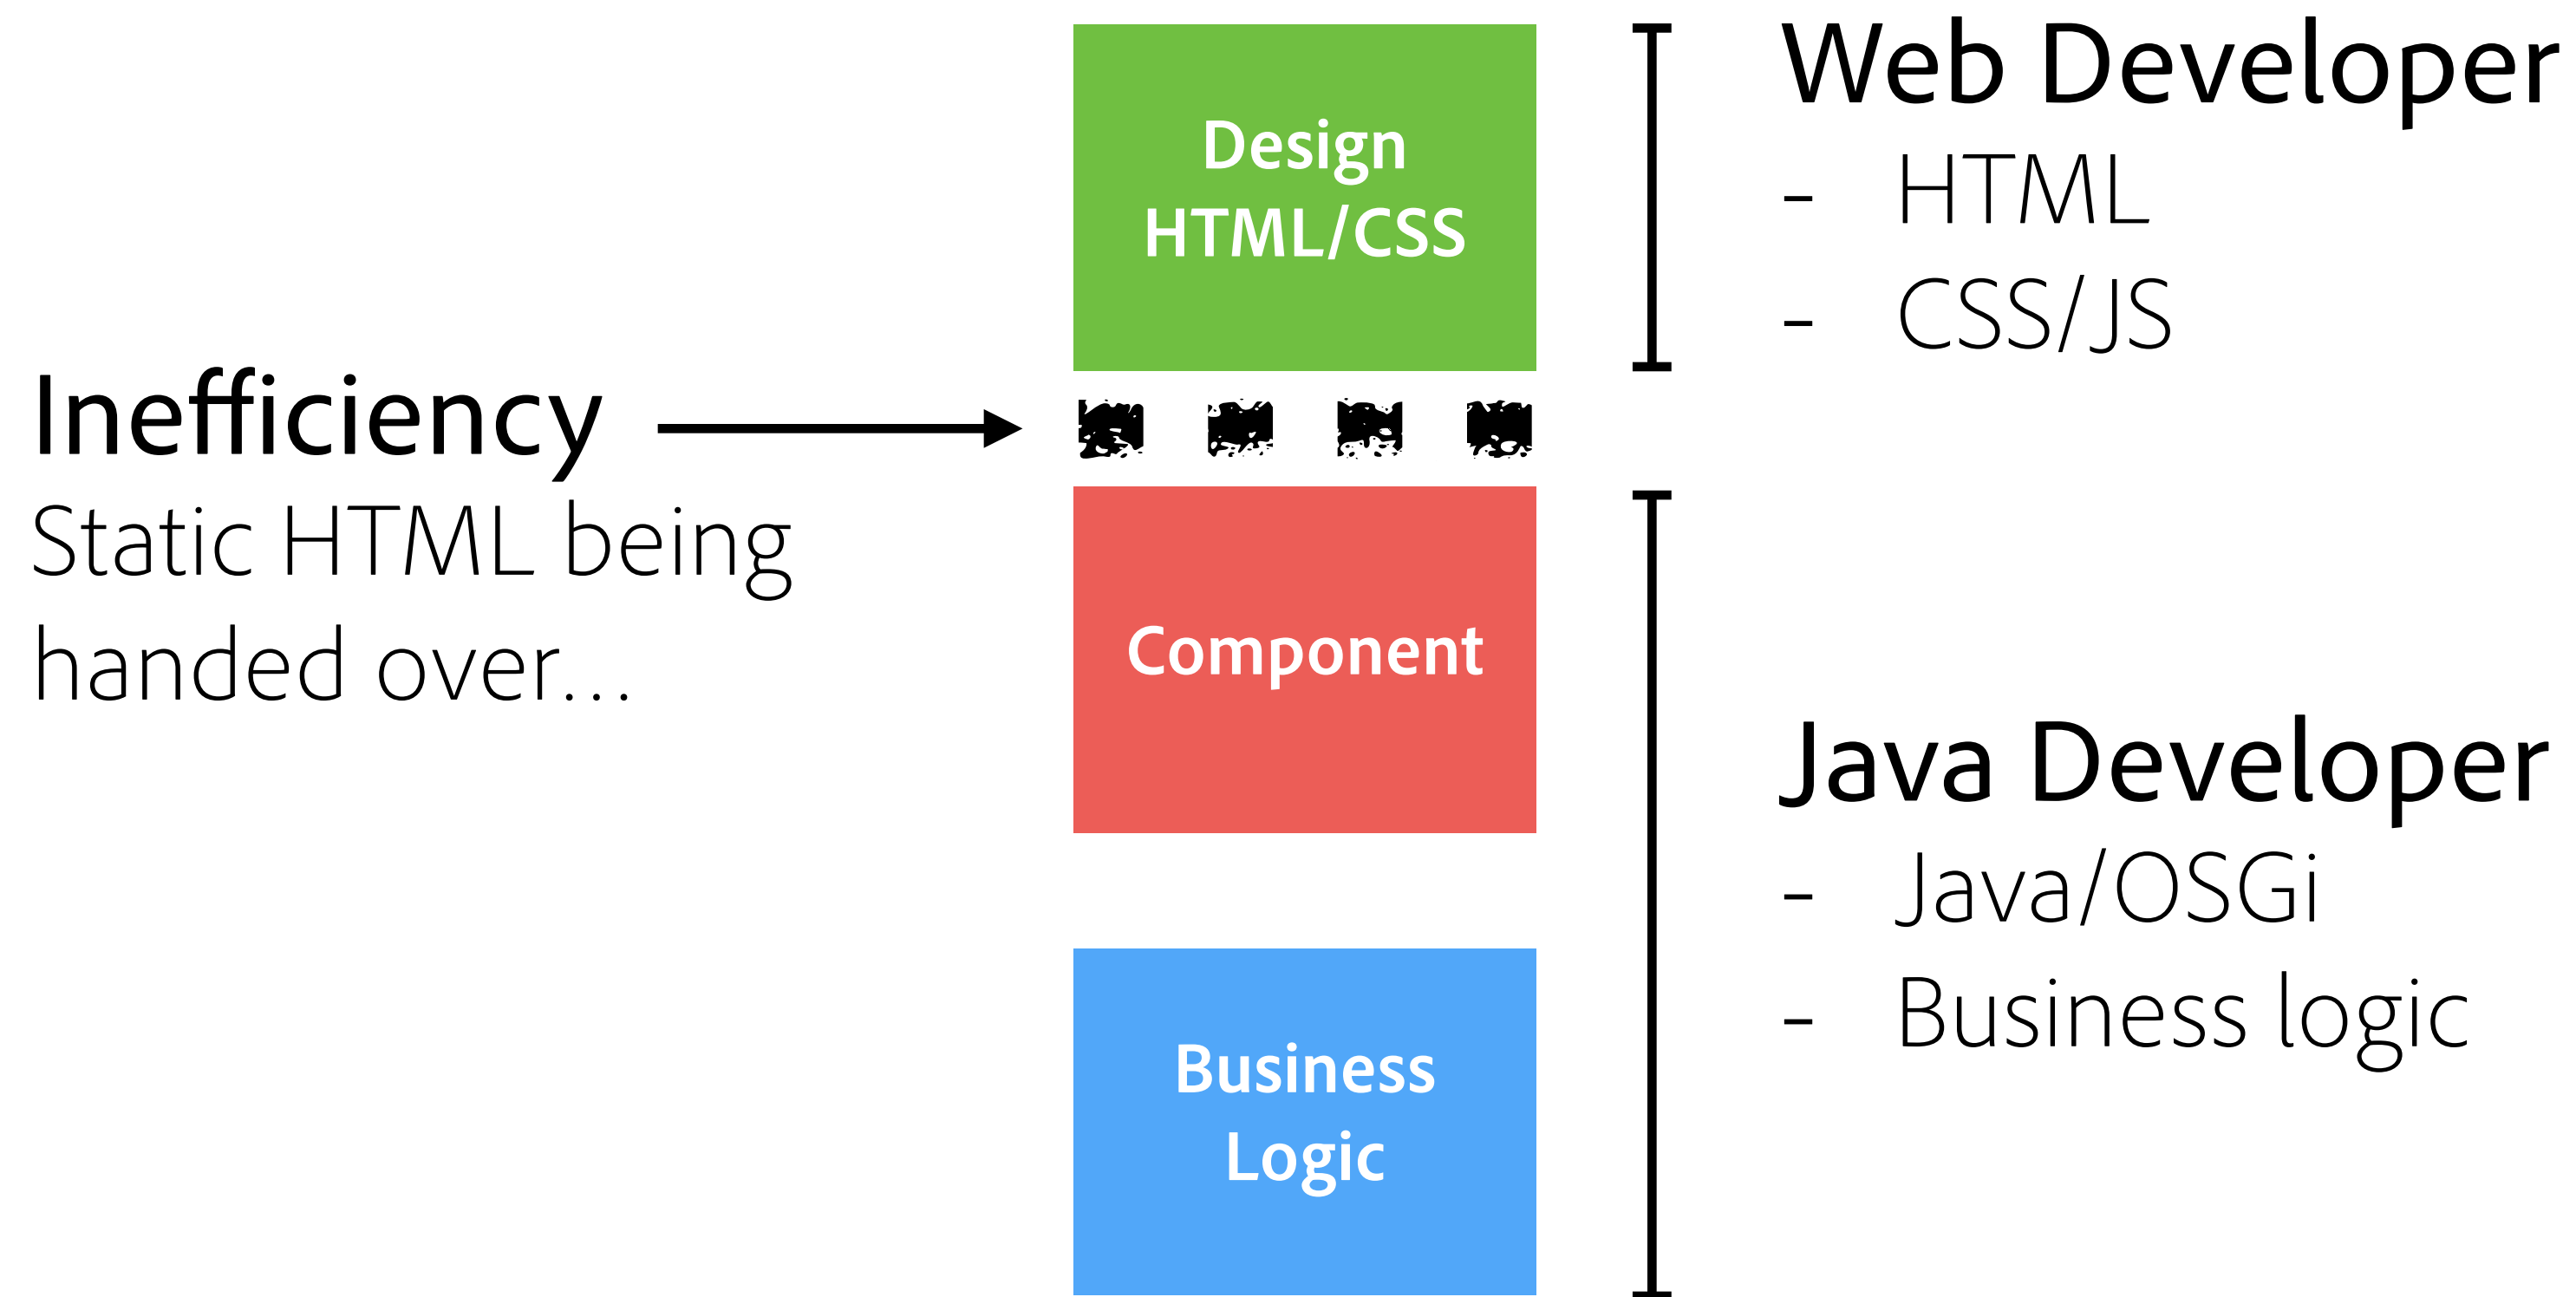 Design
HTML/CSS
Web Developer
- HTML
- CSS/JS
Inefficiency
Static HTML being
handed over…
Component
Java Developer
- Java/OSGi
- Business logic
Business
Logic